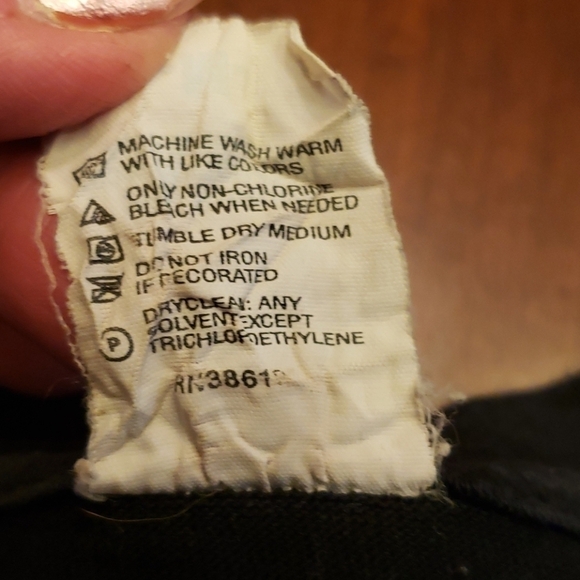 MACHINE WASH WARM
WITH LIKE COLORS
ONLY NON-CHLORINE
BLEACH WHEN NEEDED
TUMBLE DRY MEDIUM
DO NOT IRON
IF DECORATED
DRYCLEAN: ANY
SOLVENT EXCEPT
TRICHLOROETHYLENE
P